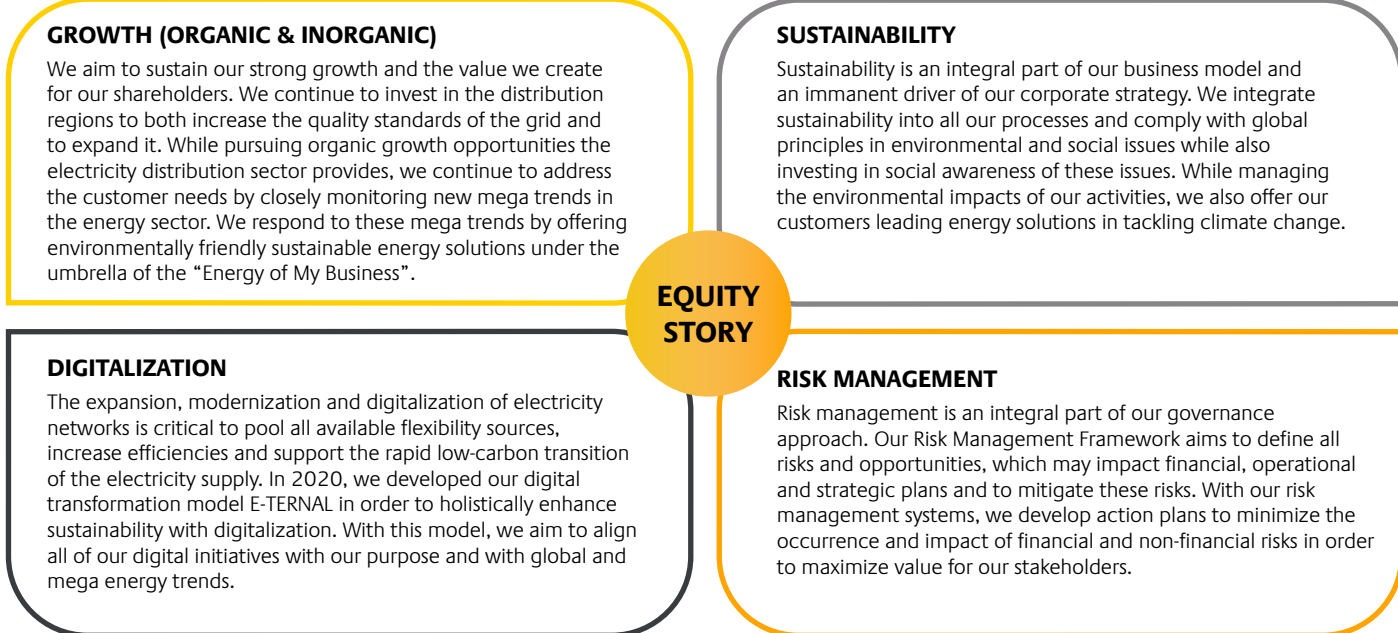 GROWTH (ORGANIC & INORGANIC)
We aim to sustain our strong growth and the value we create
for our shareholders. We continue to invest in the distribution
regions to both increase the quality standards of the grid and
to expand it. While pursuing organic growth opportunities the
electricity distribution sector provides, we continue to address
the customer needs by closely monitoring new mega trends in
the energy sector. We respond to these mega trends by offering
environmentally friendly sustainable energy solutions under the
umbrella of the “Energy of My Business”.
SUSTAINABILITY
Sustainability is an integral part of our business model and
an immanent driver of our corporate strategy. We integrate
sustainability into all our processes and comply with global
principles in environmental and social issues while also
investing in social awareness of these issues. While managing
the environmental impacts of our activities, we also offer our
customers leading energy solutions in tackling climate change.
EQUITY
STORY
DIGITALIZATION
The expansion, modernization and digitalization of electricity
networks is critical to pool all available flexibility sources,
increase efficiencies and support the rapid low-carbon transition
of the electricity supply. In 2020, we developed our digital
transformation model E-TERNAL in order to holistically enhance
sustainability with digitalization. With this model, we aim to align
all of our digital initiatives with our purpose and with global and
mega energy trends.
RISK MANAGEMENT
Risk management is an integral part of our governance
approach. Our Risk Management Framework aims to define all
risks and opportunities, which may impact financial, operational
and strategic plans and to mitigate these risks. With our risk
management systems, we develop action plans to minimize the
occurrence and impact of financial and non-financial risks in order
to maximize value for our stakeholders.